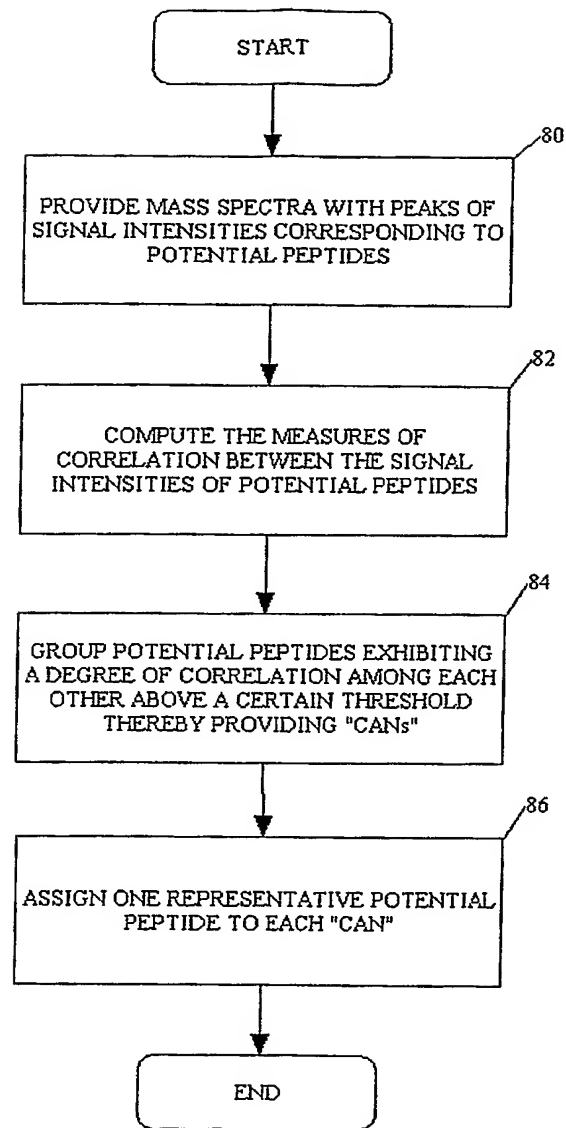 START
80
PROVIDE MASS SPECTRA WITH PEAKS OF
SIGNAL INTENSITIES CORRESPONDING TO
POTENTIAL PEPTIDES
82
COMPUTE THE MEASURES OF
CORRELATION BETWEEN THE SIGNAL
INTENSITIES OF POTENTIAL PEPTIDES
84
GROUP POTENTIAL PEPTIDES EXHIBITING
A DEGREE OF CORRELATION AMONG EACH
OTHER ABOVE A CERTAIN THRESHOLD
THEREBY PROVIDING "CANs"
86
ASSIGN ONE REPRESENTATIVE POTENTIAL
PEPTIDE TO EACH "CAN"
END